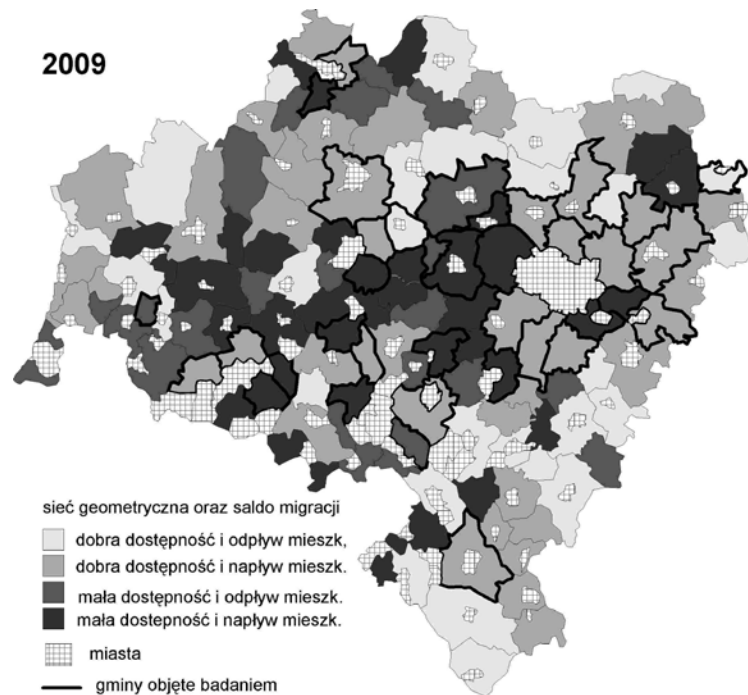 2009
sieć geometryczna oraz saldo migracji
dobra dostępność i odpływ mieszk,
dobra dostępność i napływ mieszk.
mała dostępność i odpływ mieszk.
mała dostepność i napływ mieszk.
miasta
gminy objęte badaniem